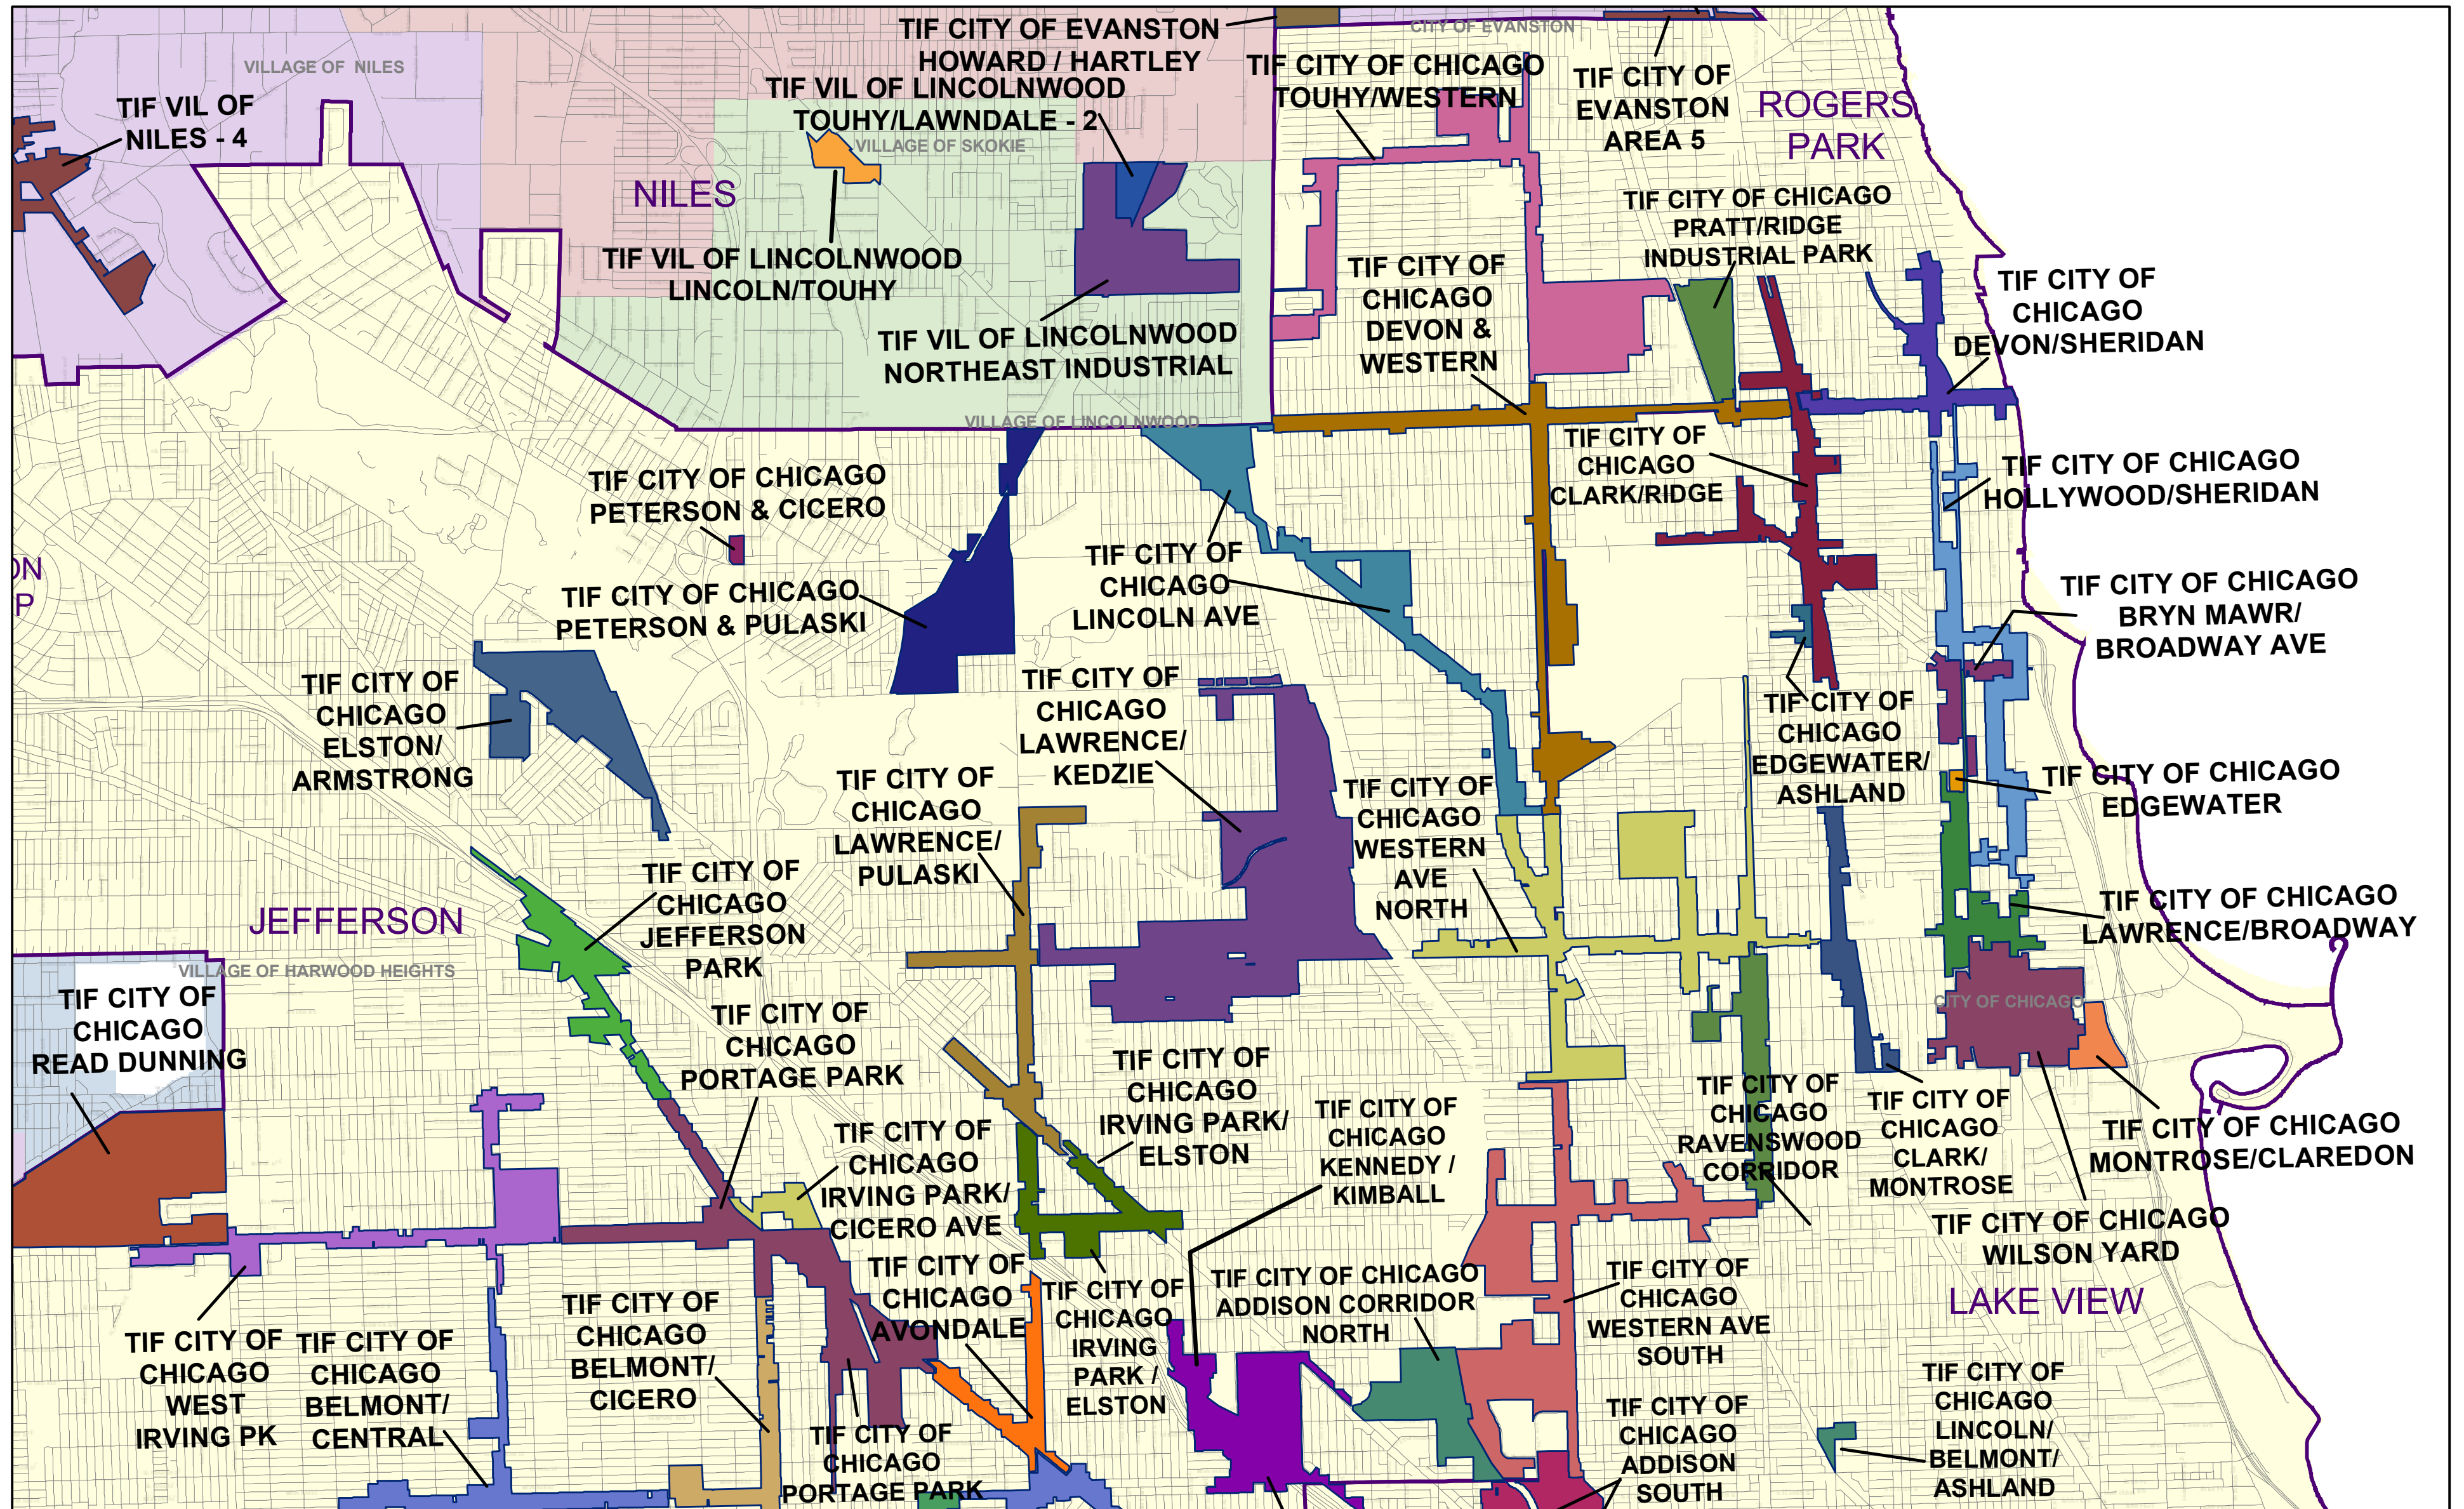 TIF CITY OF EVANSTON
HOWARD / HARTLEY
CITY OF EVANSTON
VILLAGE OF NILES
TIF VIL OF
NILES - 4
TIF VIL OF LINCOLNWOOD
TOUHY/LAWNDALE - 2
VILLAGE OF SKOKIE
TIF CITY OF CHICAGO
TOUHY/WESTERN
TIF CITY OF
EVANSTON
AREA 5
ROGERS
PARK
NILES
TIF VIL OF LINCOLNWOOD
LINCOLN/TOUHY
TIF CITY OF CHICAGO
PRATT/RIDGE
INDUSTRIAL PARK
TIF CITY OF
CHICAGO
DEVON &
WESTERN
TIF CITY OF
CHICAGO
DEVON/SHERIDAN
TIF VIL OF LINCOLNWOOD
NORTHEAST INDUSTRIAL
VILLAGE OF LINCOLNWOOD
TIF CITY OF CHICAGO
PETERSON & CICERO
TIF CITY OF
CHICAGO
CLARK/RIDGE
TIF CITY OF CHICAGO
HOLLYWOOD/SHERIDAN
TIF CITY OF
CHICAGO
LINCOLN AVE
ON
P
TIF CITY OF CHICAGO
PETERSON & PULASKI
TIF CITY OF CHICAGO
BRYN MAWR/
BROADWAY AVE
TIF CITY OF
CHICAGO
ELSTON/
ARMSTRONG
TIF CITY OF
CHICAGO
LAWRENCE/
KEDZIE
TIF CITY OF
CHICAGO
EDGEWATER/
ASHLAND
TIF CITY OF CHICAGO
EDGEWATER
TIF CITY OF
CHICAGO
LAWRENCE/
PULASKI
TIF CITY OF
CHICAGO
WESTERN
AVE
NORTH
TIF CITY OF
CHICAGO
JEFFERSON
PARK
JEFFERSON
TIF CITY OF CHICAGO
LAWRENCE/BROADWAY
VILLAGE OF HARWOOD HEIGHTS
TIF CITY OF
CHICAGO
READ DUNNING
CITY OF CHICAGO
TIF CITY OF
CHICAGO
PORTAGE PARK
TIF CITY OF
CHICAGO
IRVING PARK/
ELSTON
TIF CITY OF
CHICAGO
KENNEDY /
KIMBALL
TIF CITY OF
CHICAGO
RAVENSWOOD
CORRIDOR
TIF CITY OF
CHICAGO
CLARK/
MONTROSE
TIF CITY OF CHICAGO
MONTROSE/CLAREDON
TIF CITY OF
CHICAGO
IRVING PARK/
CICERO AVE
TIF CITY OF CHICAGO
WILSON YARD
TIF CITY OF
CHICAGO
AVONDALE
TIF CITY OF
CHICAGO
IRVING
PARK /
ELSTON
TIF CITY OF CHICAGO
ADDISON CORRIDOR
NORTH
TIF CITY OF
CHICAGO
WESTERN AVE
SOUTH
LAKE VIEW
TIF CITY OF
CHICAGO
WEST
IRVING PK
TIF CITY OF
CHICAGO
BELMONT/
CENTRAL
TIF CITY OF
CHICAGO
BELMONT/
CICERO
TIF CITY OF
CHICAGO
PORTAGE PARK
TIF CITY OF
CHICAGO
ADDISON
SOUTH
TIF CITY OF
CHICAGO
LINCOLN/
BELMONT/
ASHLAND